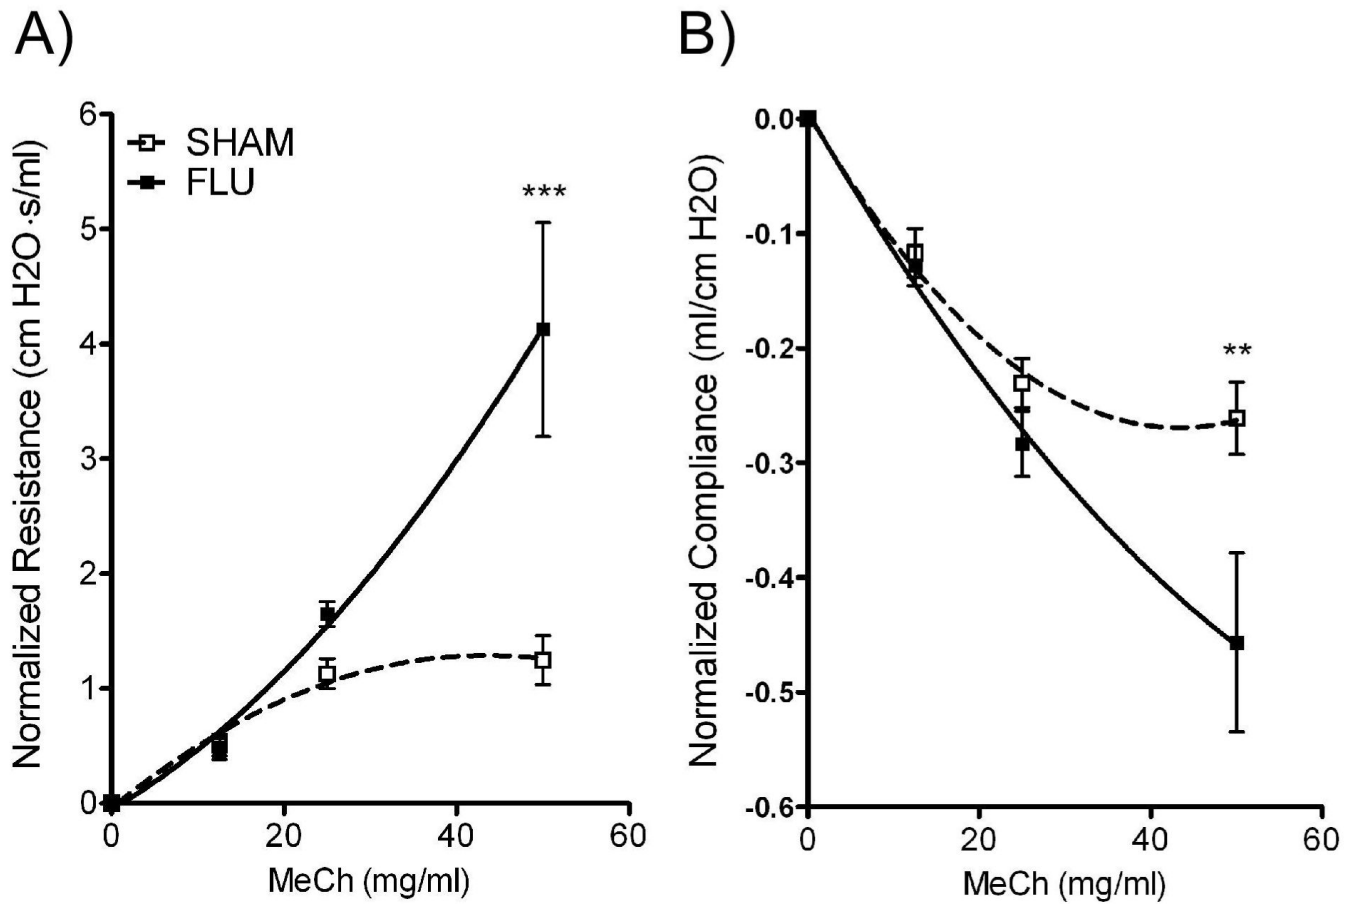 A)
Normalized Resistance (cm H2O·s/ml)
6
5
4
3
2
1
0
SHAM
FLU
***
0 20 40 60
MeCh (mg/ml)
B)
Normalized Compliance (ml/cm H2O)
0.0
-0.1
-0.2
-0.3
-0.4
-0.5
-0.6
**
0 20 40 60
MeCh (mg/ml)